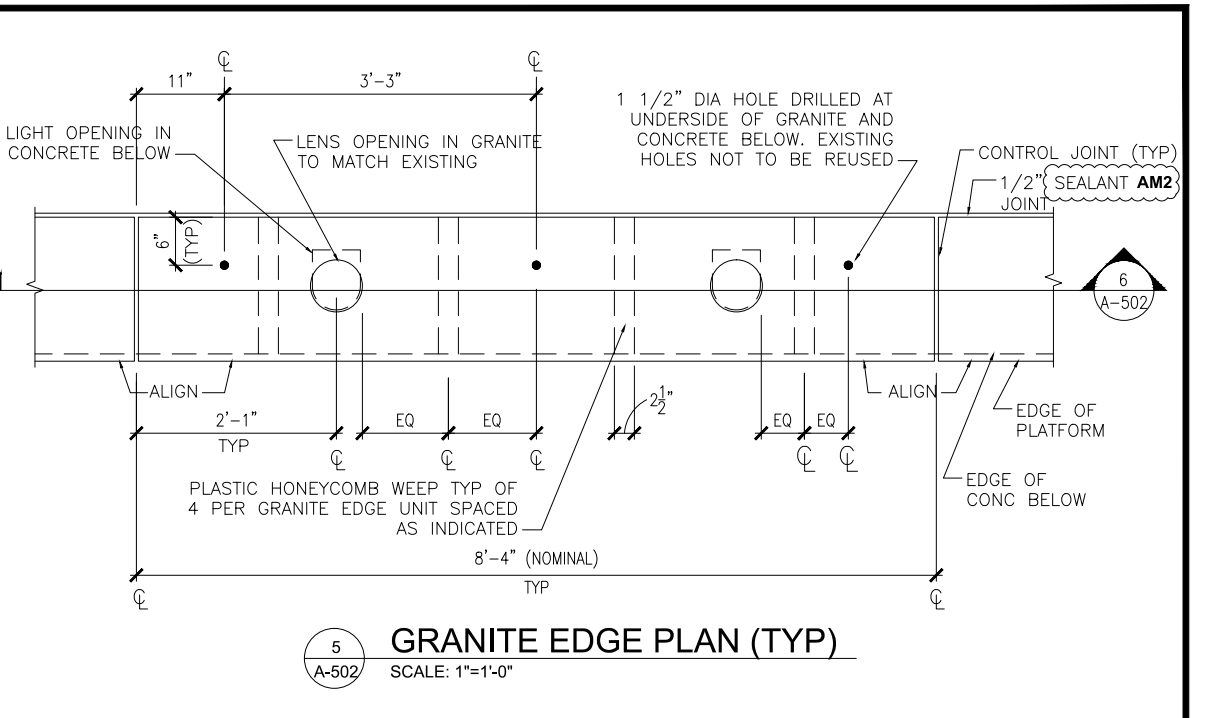 ℄
℄
11"
3'-3"
LIGHT OPENING IN
CONCRETE BELOW
LENS OPENING IN GRANITE
TO MATCH EXISTING
1 1/2" DIA HOLE DRILLED AT
UNDERSIDE OF GRANITE AND
CONCRETE BELOW. EXISTING
HOLES NOT TO BE REUSED
CONTROL JOINT (TYP)
1/2" SEALANT AM2
JOINT
6"
(TYP)
6
A-502
ALIGN
ALIGN
2'-1"
TYP
EQ
EQ
2½"
EQ
EQ
℄
℄
℄
℄
℄
EDGE OF
PLATFORM
EDGE OF
CONC BELOW
PLASTIC HONEYCOMB WEEP TYP OF
4 PER GRANITE EDGE UNIT SPACED
AS INDICATED
8'-4" (NOMINAL)
TYP
℄
℄
5
A-502
GRANITE EDGE PLAN (TYP)
SCALE: 1"=1'-0"